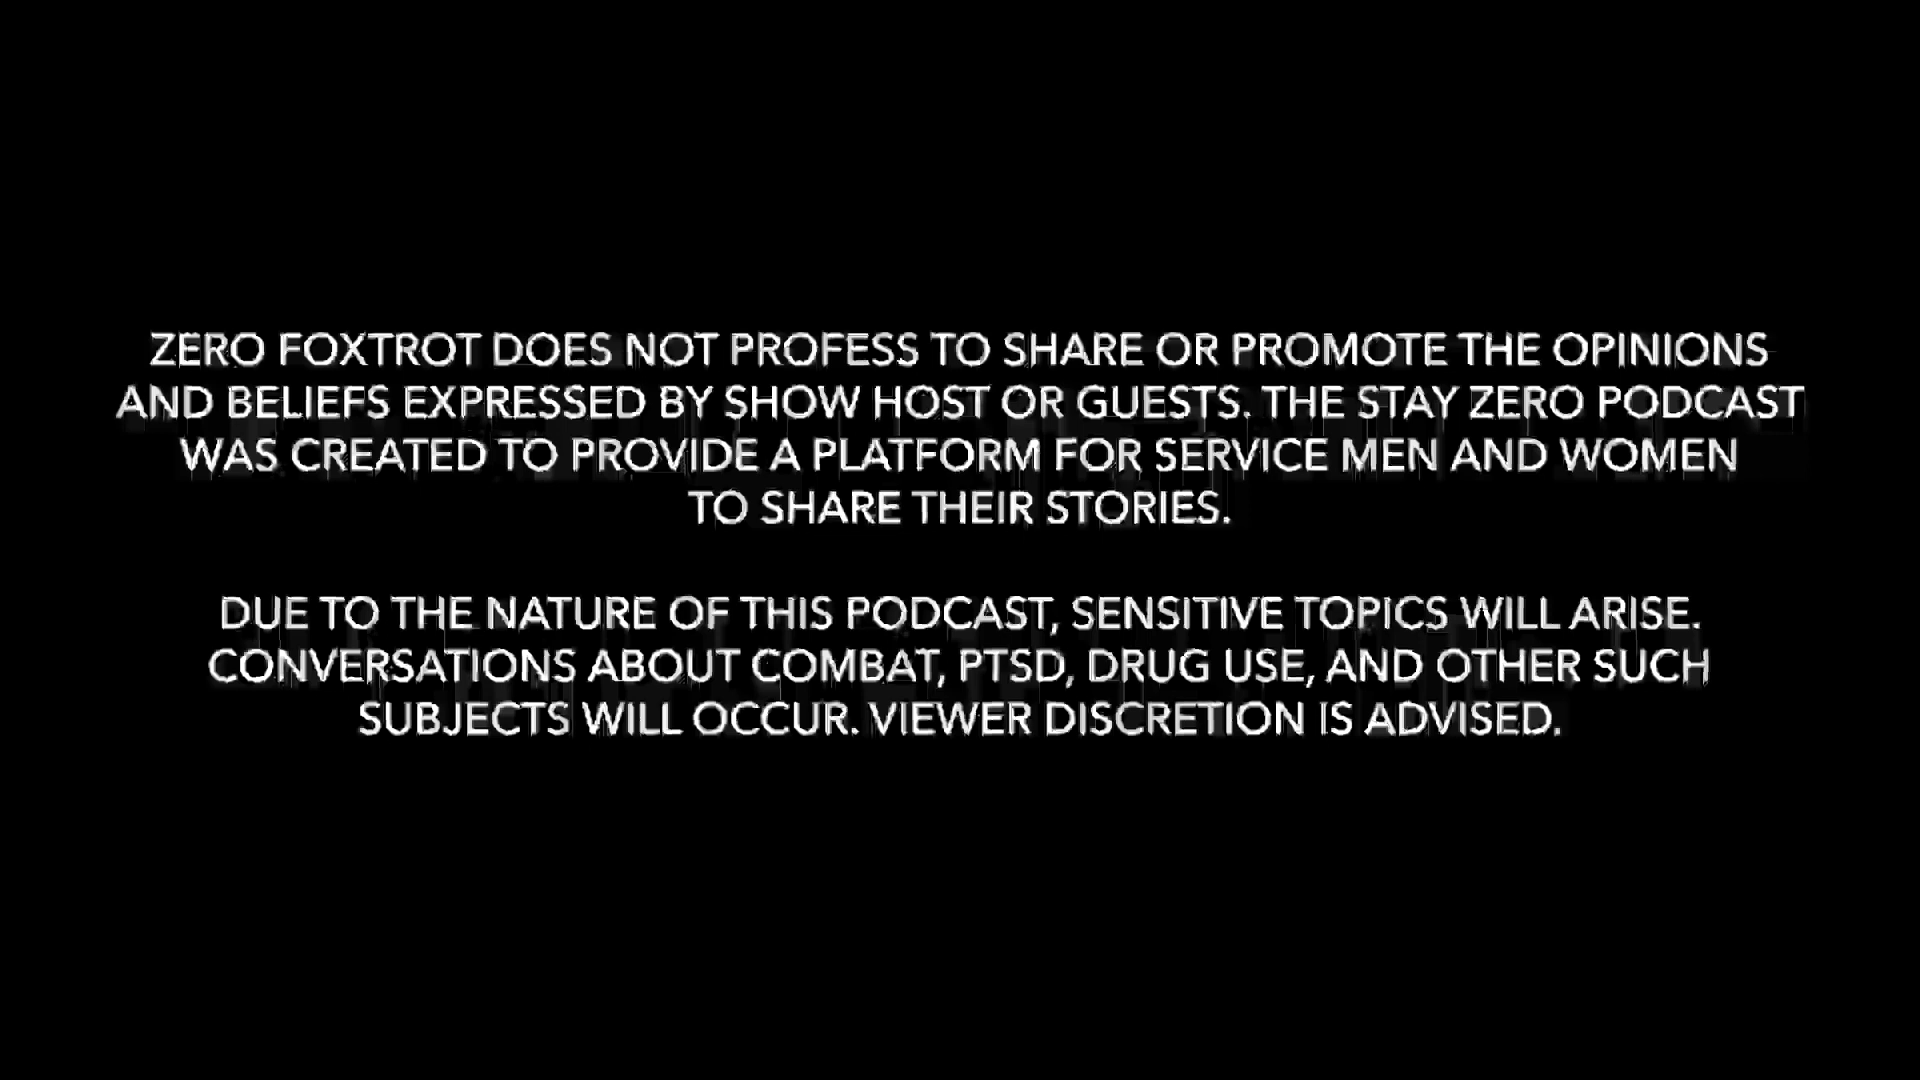 ZERO FOXTROT DOES NOT PROFESS TO SHARE OR PROMOTE THE OPINIONS
AND BELIEFS EXPRESSED BY SHOW HOST OR GUESTS. THE STAY ZERO PODCAST
WAS CREATED TO PROVIDE A PLATFORM FOR SERVICE MEN AND WOMEN
TO SHARE THEIR STORIES.
DUE TO THE NATURE OF THIS PODCAST, SENSITIVE TOPICS WILL ARISE.
CONVERSATIONS ABOUT COMBAT, PTSD, DRUG USE, AND OTHER SUCH
SUBJECTS WILL OCCUR. VIEWER DISCRETION IS ADVISED.